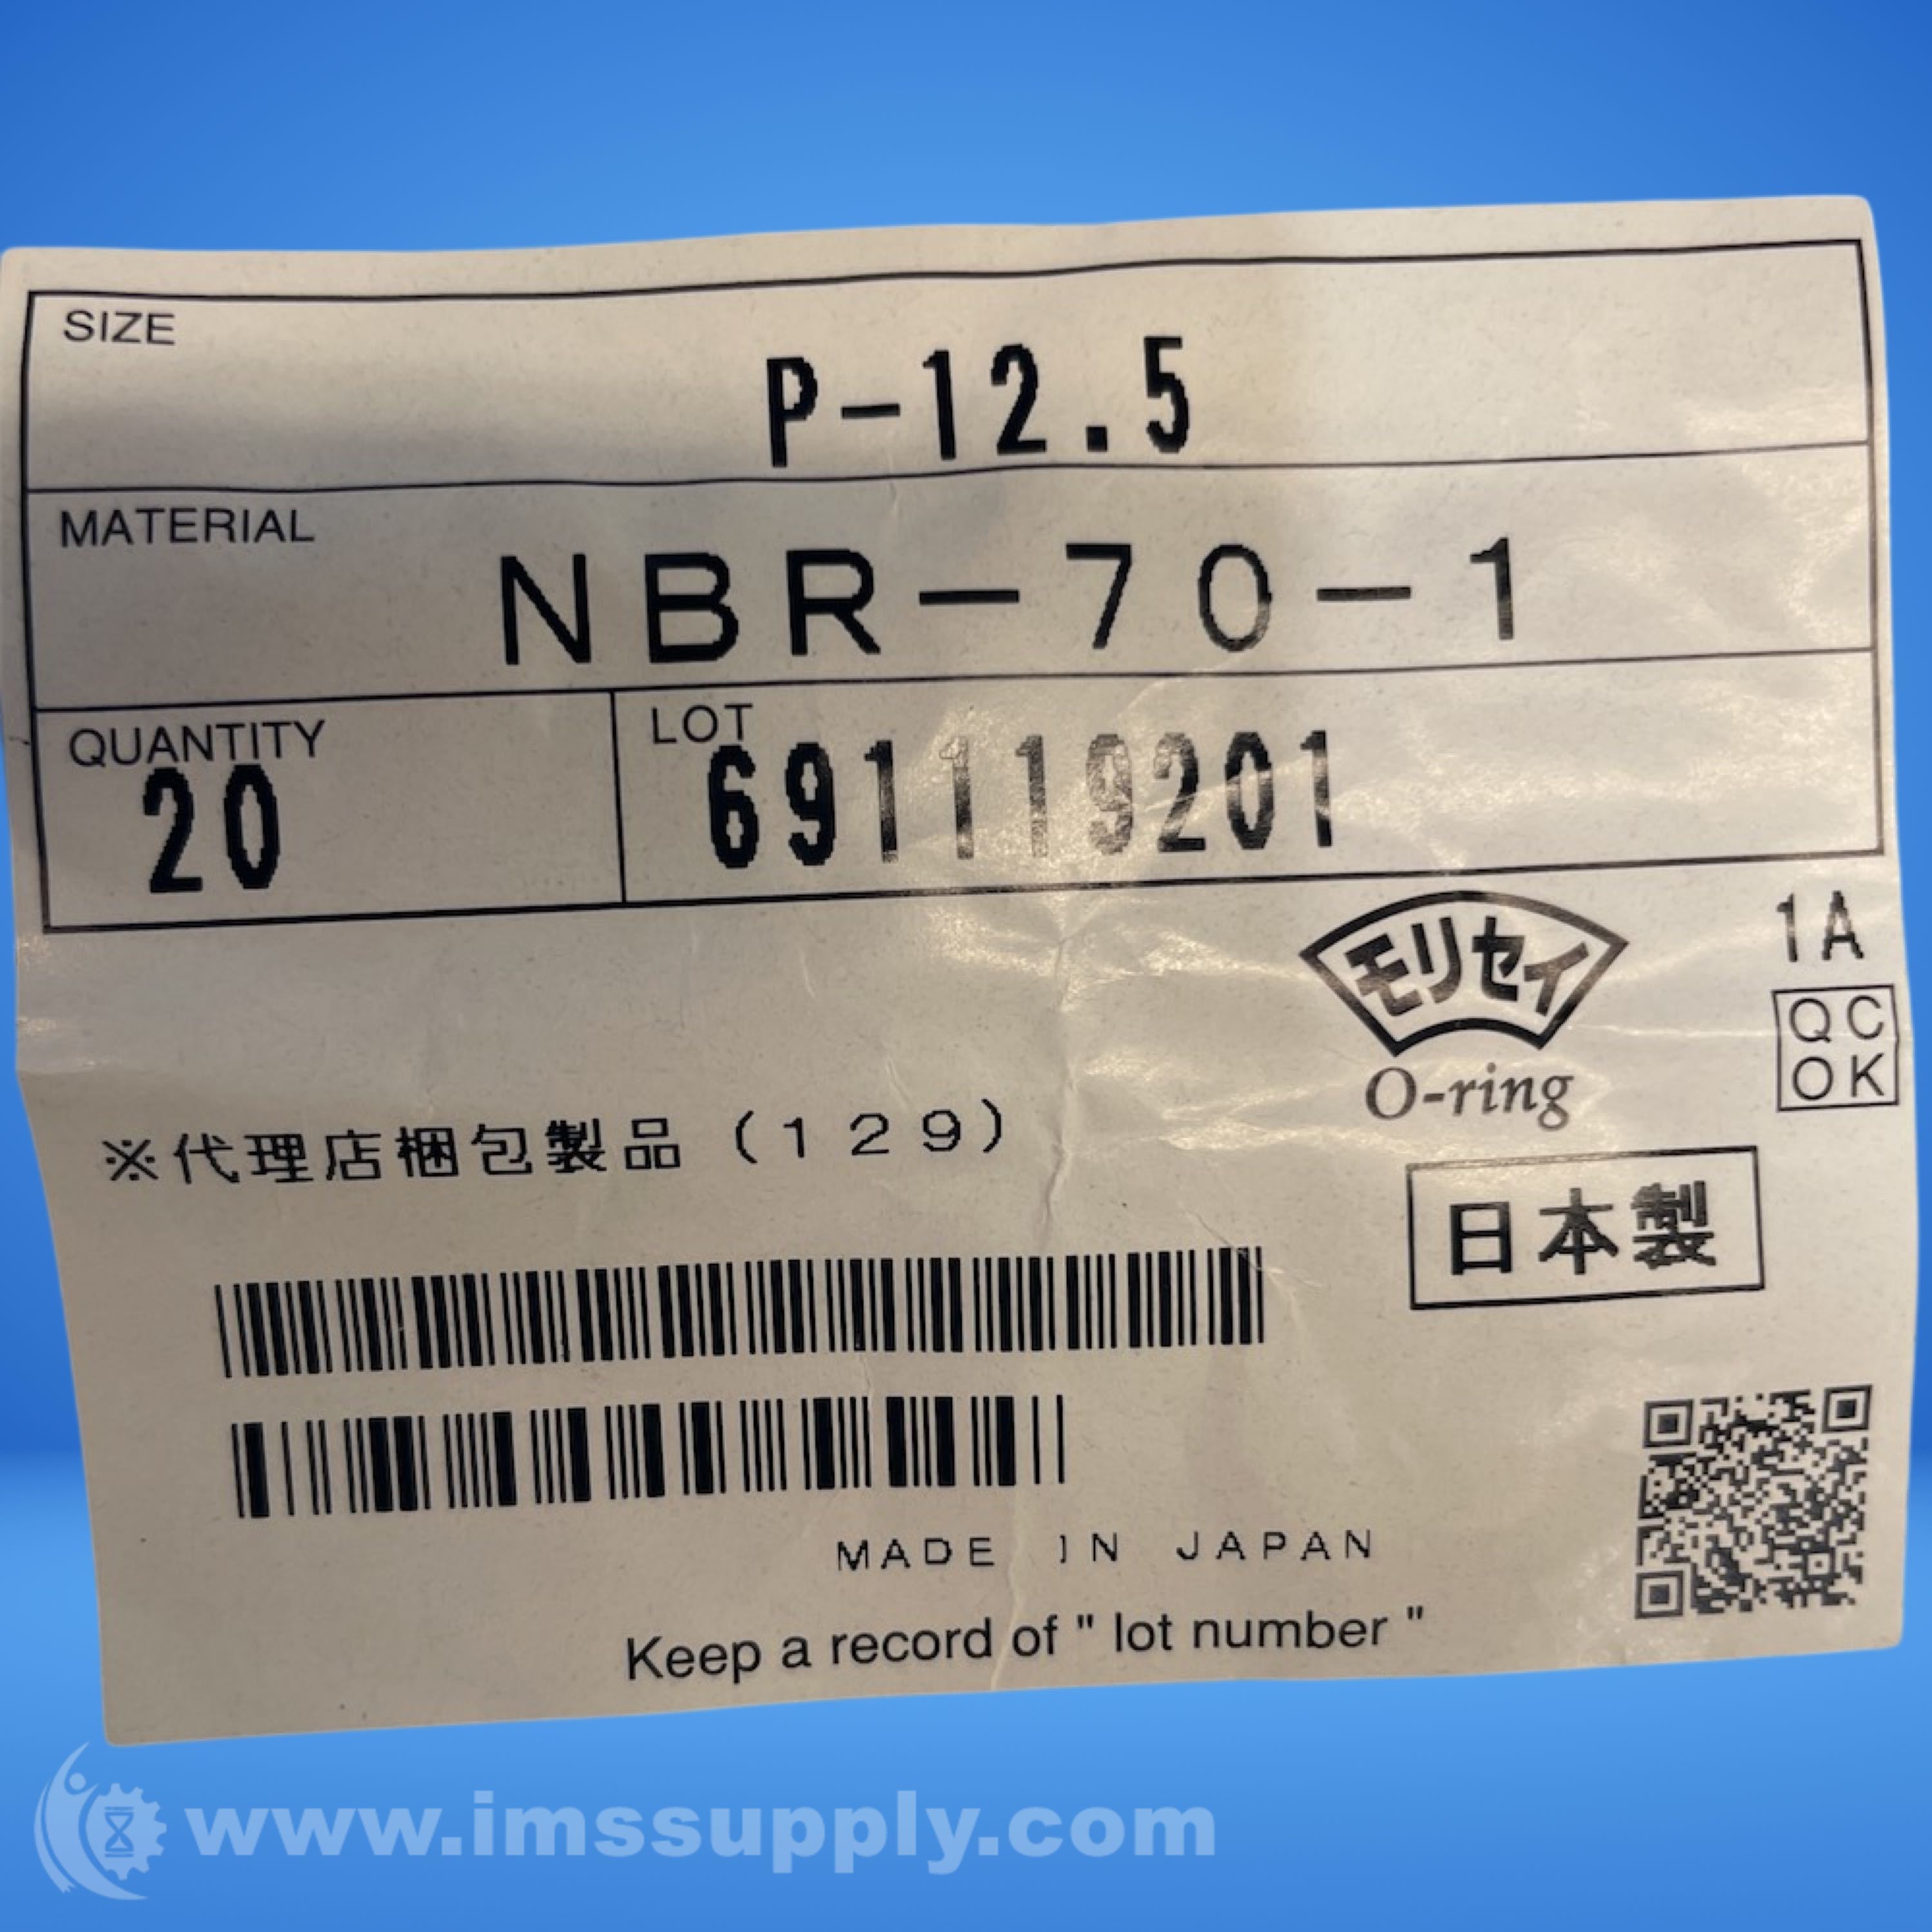 SIZE
P-12.5
MATERIAL
NBR-70-1
QUANTITY
20
LOT
691119201
モリセイ
O-ring
1A
QC
OK
※代理店梱包製品(129)
日本製
MADE IN JAPAN
Keep a record of " lot number "
www.imssupply.com